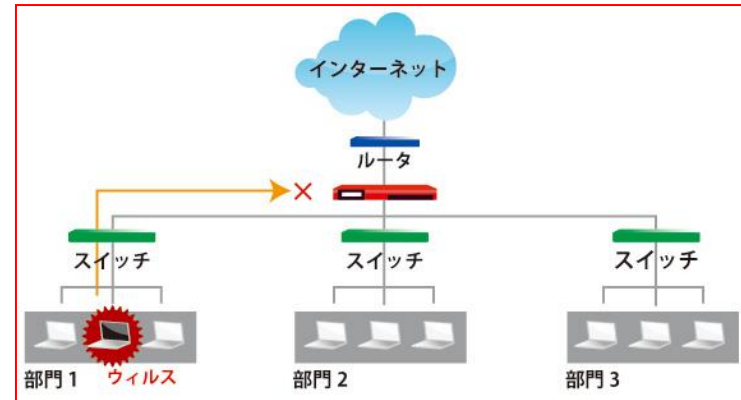 インターネット
ルータ
×
スイッチ
スイッチ
スイッチ
部門 1
ウィルス
部門 2
部門 3